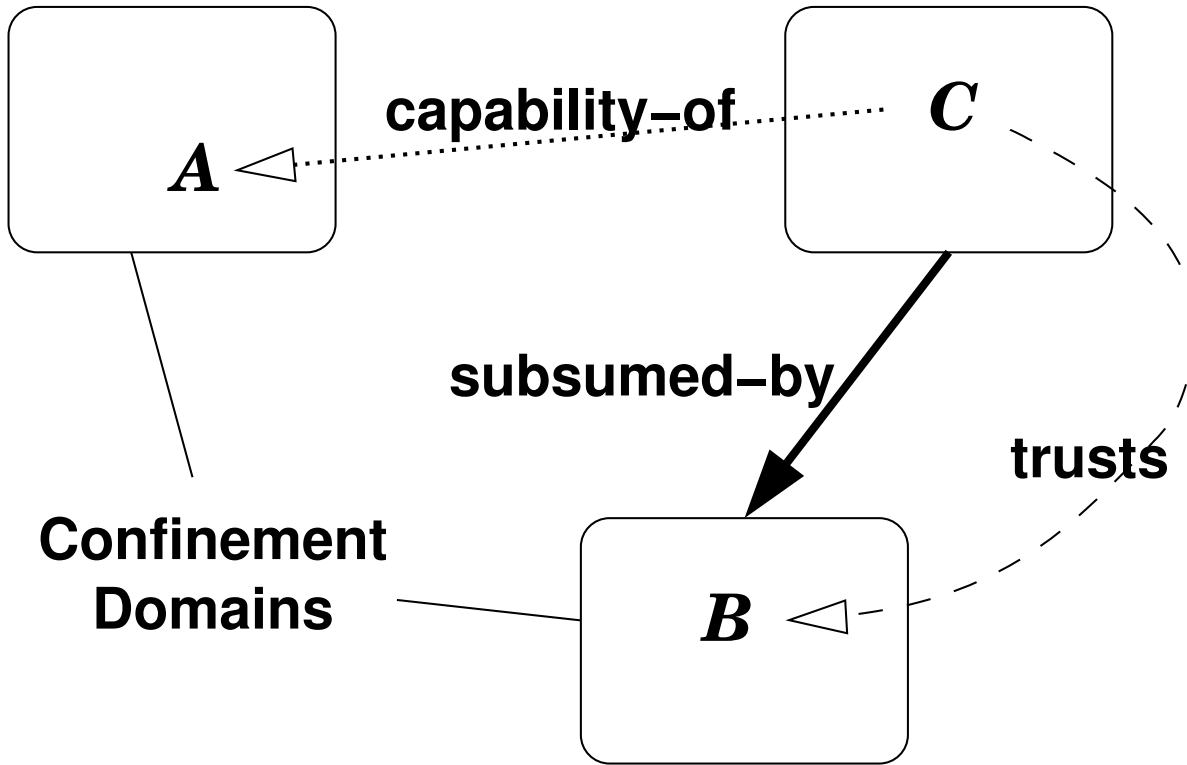 capability–of
C
A
subsumed–by
trusts
Confinement
Domains
B